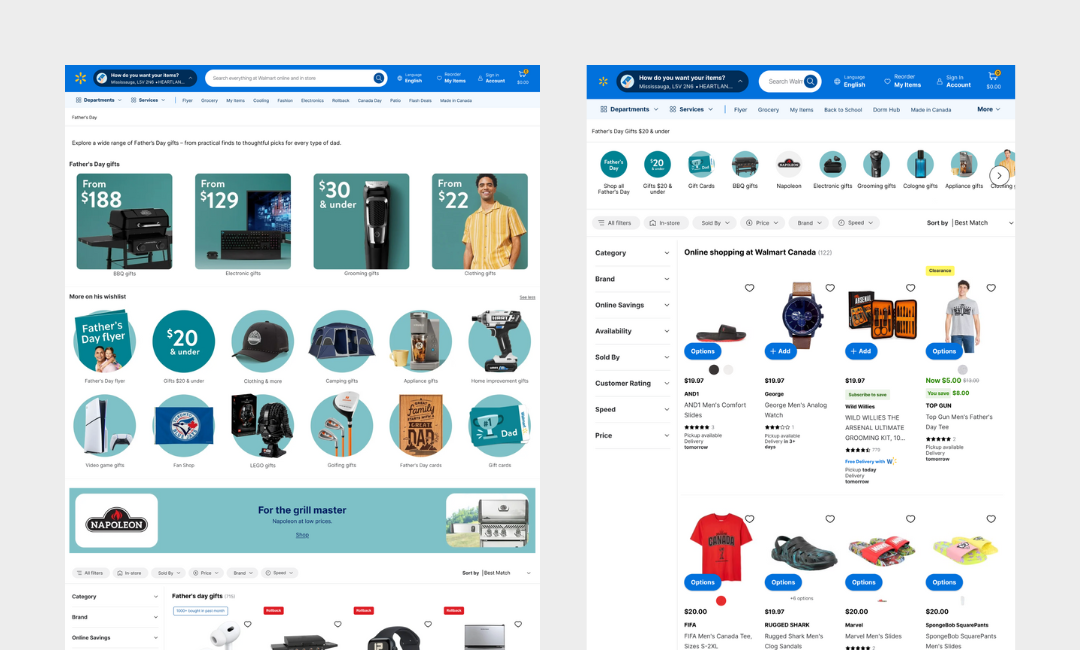 How do you want your items?
Mississauga, L5V 2N6 • HEARTLAN...
Search everything at Walmart online and in store
Language
English
Reorder
My Items
Sign in
Account
$0.00
Departments
Services
Flyer
Grocery
My Items
Cooling
Fashion
Electronics
Rollback
Canada Day
Patio
Flash Deals
Made in Canada
Father's Day
Explore a wide range of Father's Day gifts – from practical finds to thoughtful picks for every type of dad.
Father's Day gifts
From
$188
From
$129
$30
& under
From
$22
BBQ gifts
Electronic gifts
Grooming gifts
Clothing gifts
More on his wishlist
See less
Father's
Day flyer
$20
& under
Father's Day flyer
Gifts $20 & under
Clothing & more
Camping gifts
Appliance gifts
Home improvement gifts
family
GREAT
DAD
Dad
Video game gifts
Fan Shop
LEGO gifts
Golfing gifts
Father's Day cards
Gift cards
NAPOLEON
For the grill master
Napoleon at low prices.
Shop
All filters
In-store
Sold By
Price
Brand
Speed
Sort by
Best Match
Category
Brand
Online Savings
Father's day gifts (115)
1000+ bought in past month
Rollback
Rollback
Rollback
How do you want your items?
Mississauga, L5V 2N6 • HEARTLAN...
Search Walm
Language
English
Reorder
My Items
Sign In
Account
$0.00
Departments
Services
Flyer
Grocery
My Items
Back to School
Dorm Hub
Made in Canada
More
Father's Day Gifts $20 & under
Father's
Day
$20
& under
Dad
NAPOLEON
Shop all
Father's Day
Gifts $20 &
under
Gift Cards
BBQ gifts
Napoleon
Electronic gifts
Grooming gifts
Cologne gifts
Appliance gifts
Clothing g
All filters
In-store
Sold By
Price
Brand
Speed
Sort by
Best Match
Category
Brand
Online Savings
Availability
Sold By
Customer Rating
Speed
Price
Online shopping at Walmart Canada (122)
Options
$19.97
AND1
AND1 Men's Comfort
Slides
4
Pickup available
Delivery
tomorrow
+ Add
$19.97
George
George Men's Analog
Watch
1
Pickup available
Delivery in 3+
days
ARSENAL
+ Add
$19.97
Subscribe to save
Wild Willies
WILD WILLIES THE
ARSENAL ULTIMATE
GROOMING KIT, 10...
Free Delivery with W
Pickup today
Delivery
tomorrow
Clearance
Options
Now $5.00 $13.00
You save $8.00
TOP GUN
Top Gun Men's Father's
Day Tee
2
Pickup available
Delivery
tomorrow
CANADA
Options
$20.00
FIFA
FIFA Men's Canada Tee,
Sizes S-2XL
Options
+6 options
$19.97
RUGGED SHARK
Rugged Shark Men's
Clog Sandals
Options
$20.00
Marvel
Marvel Men's Slides
2
Options
$20.00
SpongeBob SquarePants
SpongeBob SquarePants
Men's Slides